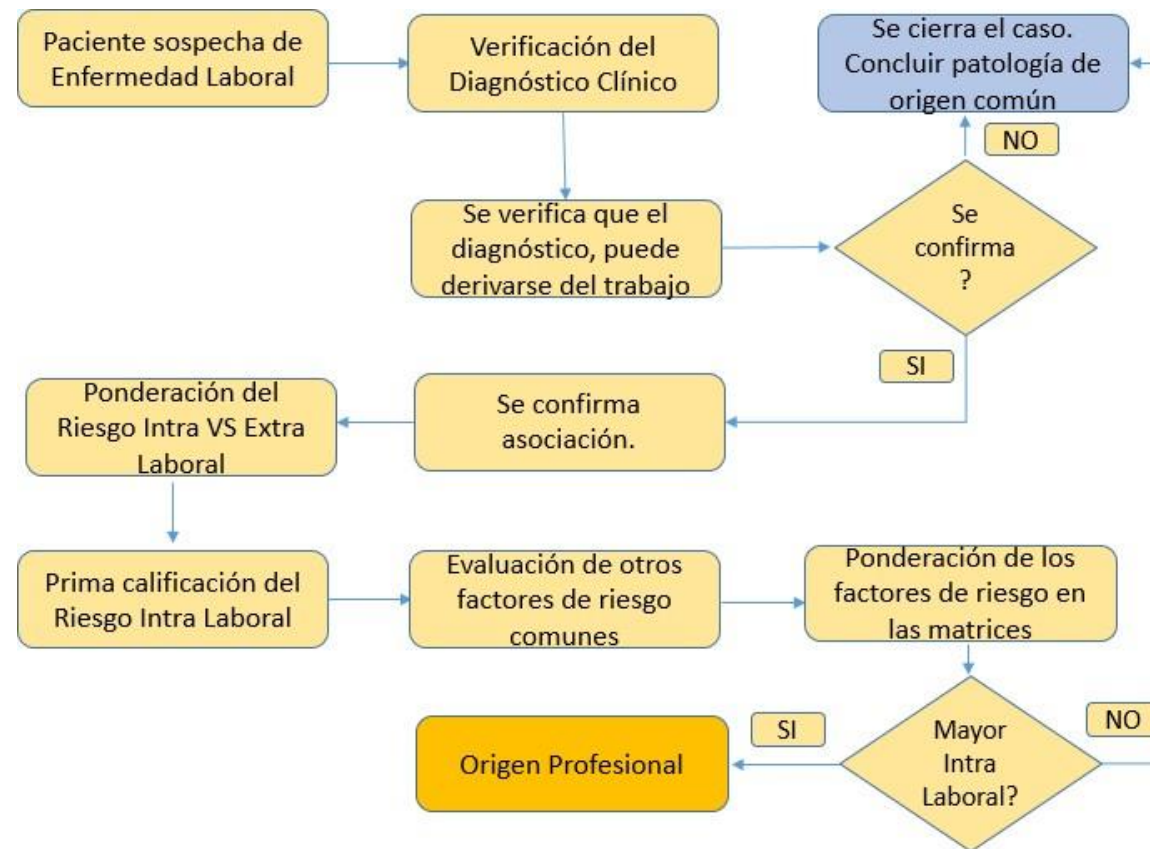 Paciente sospecha de
Enfermedad Laboral
Verificación del
Diagnóstico Clínico
Se cierra el caso.
Concluir patología de
origen común
NO
Se verifica que el
diagnóstico, puede
derivarse del trabajo
Se
confirma
?
SI
Ponderación del
Riesgo Intra VS Extra
Laboral
Se confirma
asociación.
Prima calificación del
Riesgo Intra Laboral
Evaluación de otros
factores de riesgo
comunes
Ponderación de los
factores de riesgo en
las matrices
Origen Profesional
SI
Mayor
Intra
Laboral?
NO